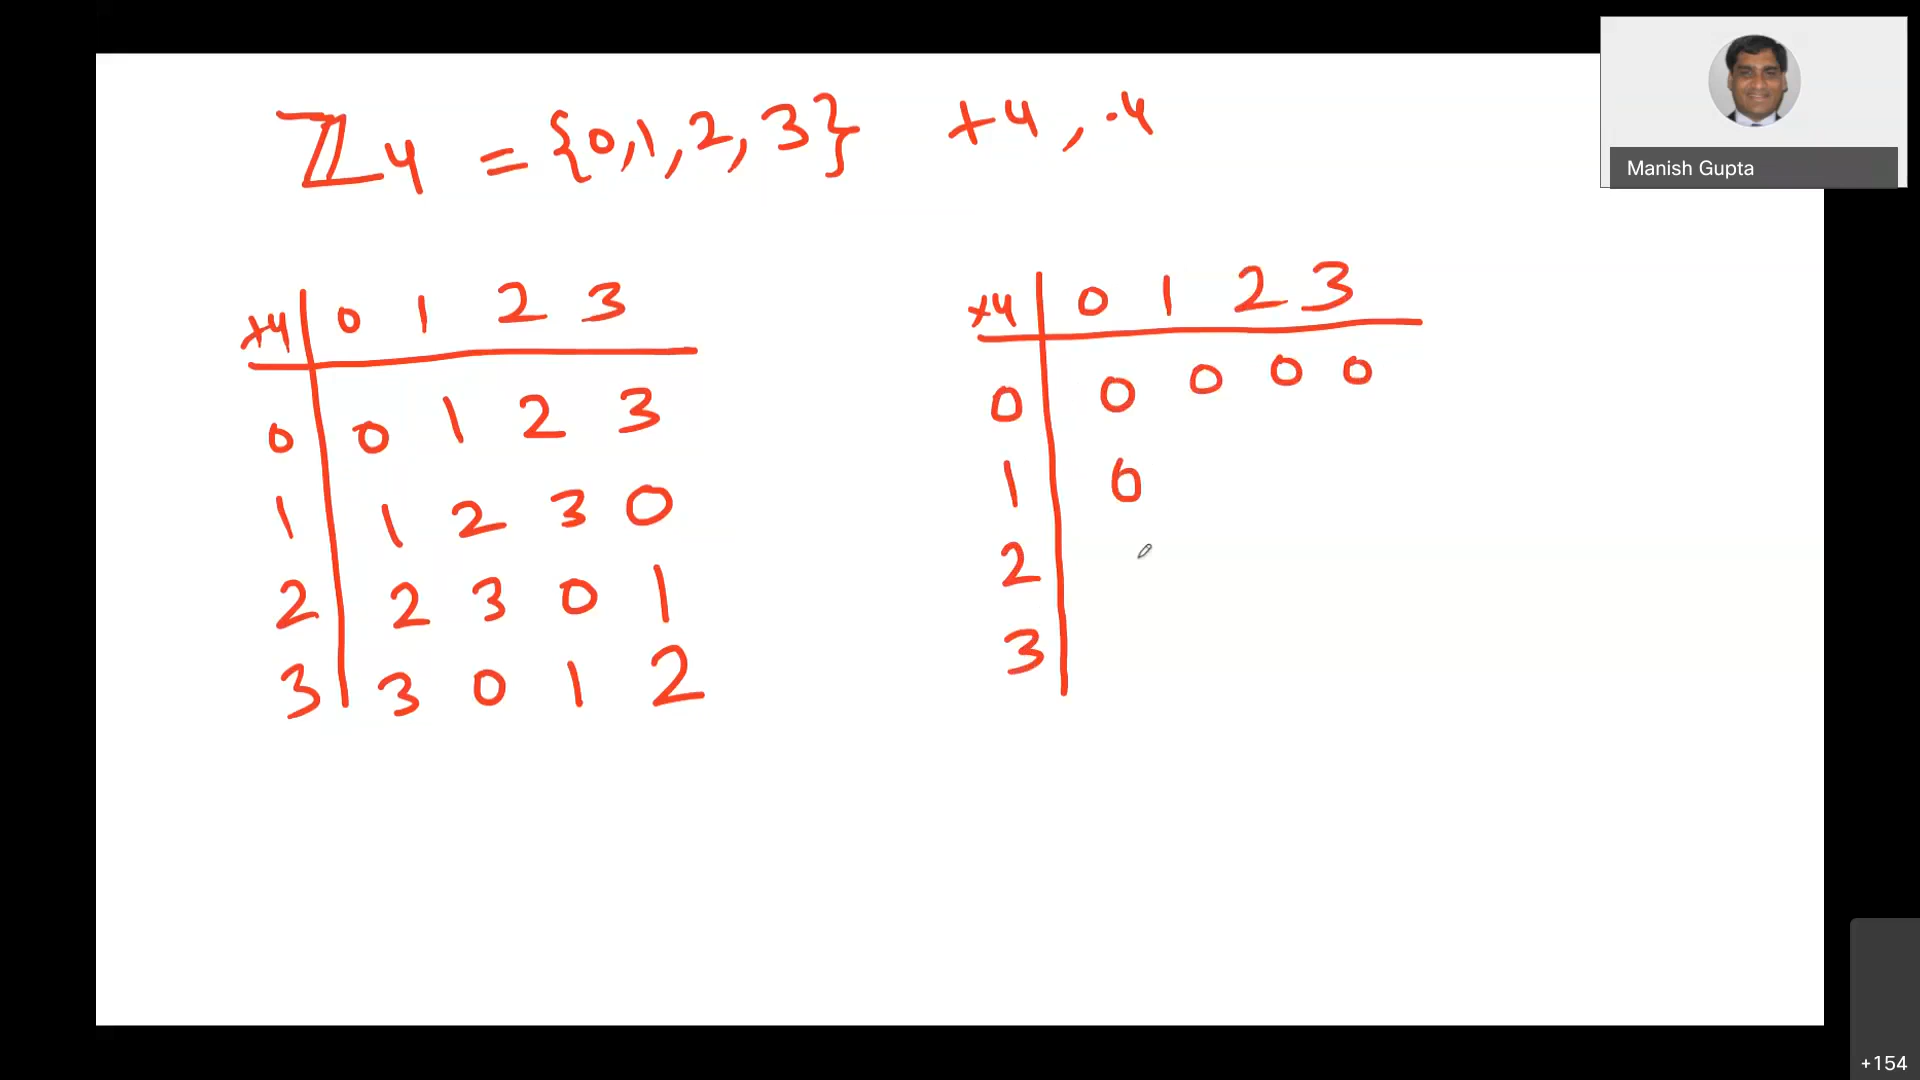 ℤ4 = {0,1,2,3} +4, ·4
Manish Gupta
+4 0 1 2 3
0 0 1 2 3
1 1 2 3 0
2 2 3 0 1
3 3 0 1 2
×4 0 1 2 3
0 0 0 0 0
1 0
2
3
+154